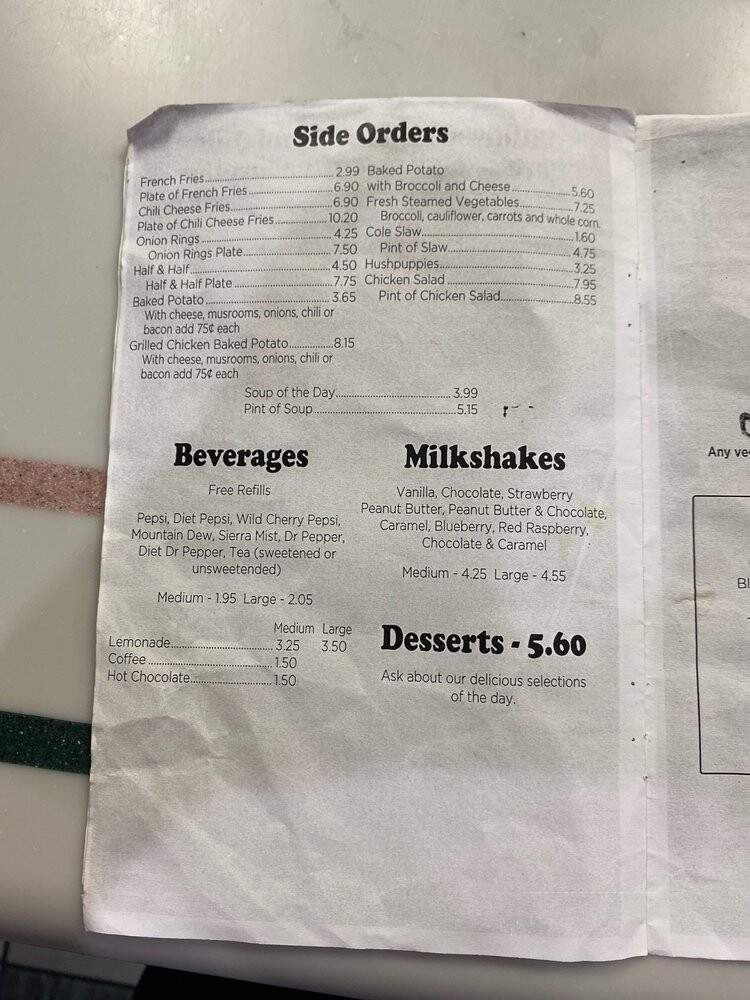 Side Orders
French Fries 2.99
Plate of French Fries 6.90
Chili Cheese Fries 6.90
Plate of Chili Cheese Fries 10.20
Onion Rings 4.25
Onion Rings Plate 7.50
Half & Half 4.50
Half & Half Plate 7.75
Baked Potato 3.65
With cheese, musrooms, onions, chili or
bacon add 75¢ each
Grilled Chicken Baked Potato 8.15
With cheese, musrooms, onions, chili or
bacon add 75¢ each
Baked Potato
with Broccoli and Cheese 5.60
Fresh Steamed Vegetables 7.25
Broccoli, cauliflower, carrots and whole corn.
Cole Slaw 1.60
Pint of Slaw 4.75
Hushpuppies 3.25
Chicken Salad 7.95
Pint of Chicken Salad 8.55
Soup of the Day 3.99
Pint of Soup 5.15
Beverages
Free Refills
Pepsi, Diet Pepsi, Wild Cherry Pepsi,
Mountain Dew, Sierra Mist, Dr Pepper,
Diet Dr Pepper, Tea (sweetened or
unsweetended)
Medium - 1.95 Large - 2.05
Medium Large
Lemonade 3.25 3.50
Coffee 1.50
Hot Chocolate 1.50
Milkshakes
Vanilla, Chocolate, Strawberry
Peanut Butter, Peanut Butter & Chocolate,
Caramel, Blueberry, Red Raspberry,
Chocolate & Caramel
Medium - 4.25 Large - 4.55
Desserts - 5.60
Ask about our delicious selections
of the day.
Any